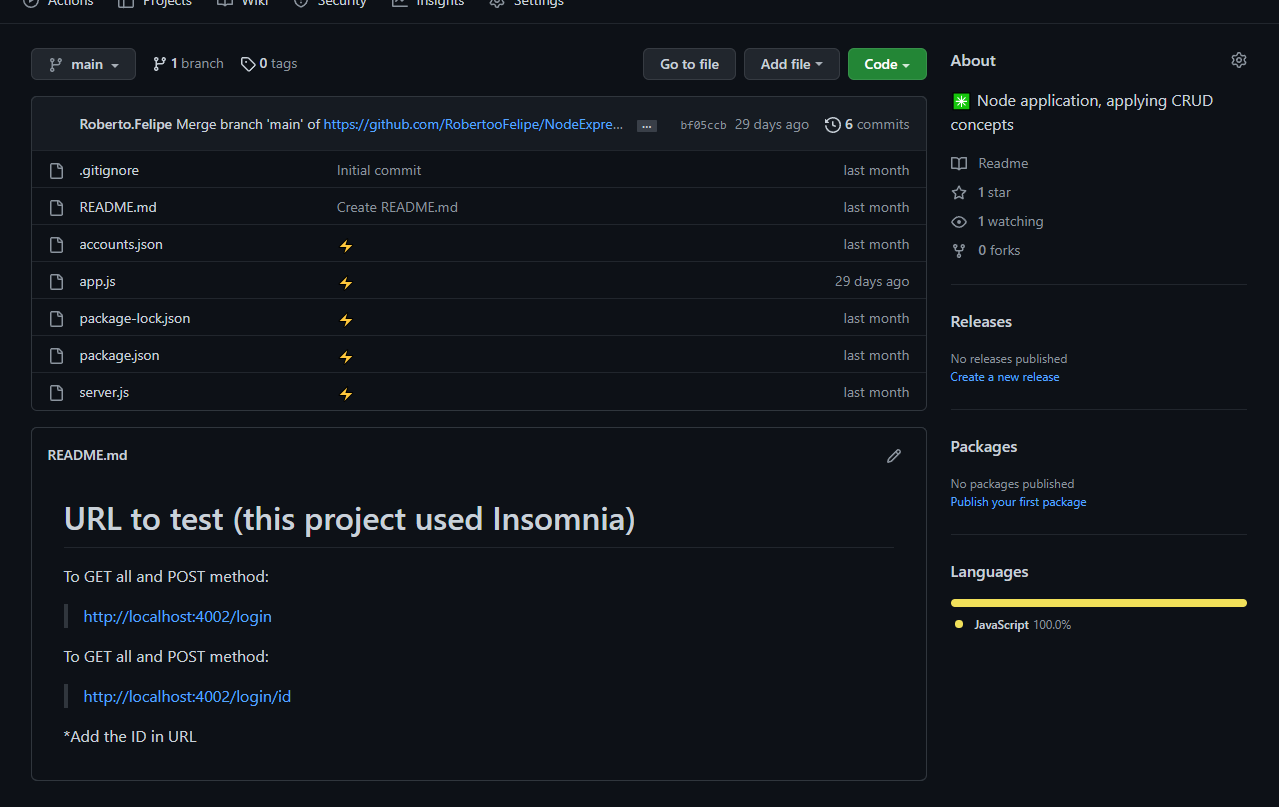 Actions Projects Wiki Security Insights Settings
main 1 branch 0 tags Go to file Add file Code
Roberto.Felipe Merge branch 'main' of https://github.com/RobertooFelipe/NodeExpre... ... bf05ccb 29 days ago 6 commits
.gitignore Initial commit last month
README.md Create README.md last month
accounts.json ⚡ last month
app.js ⚡ 29 days ago
package-lock.json ⚡ last month
package.json ⚡ last month
server.js ⚡ last month
README.md
URL to test (this project used Insomnia)
To GET all and POST method:
http://localhost:4002/login
To GET all and POST method:
http://localhost:4002/login/id
*Add the ID in URL
About
✳️ Node application, applying CRUD
concepts
Readme
1 star
1 watching
0 forks
Releases
No releases published
Create a new release
Packages
No packages published
Publish your first package
Languages
JavaScript 100.0%